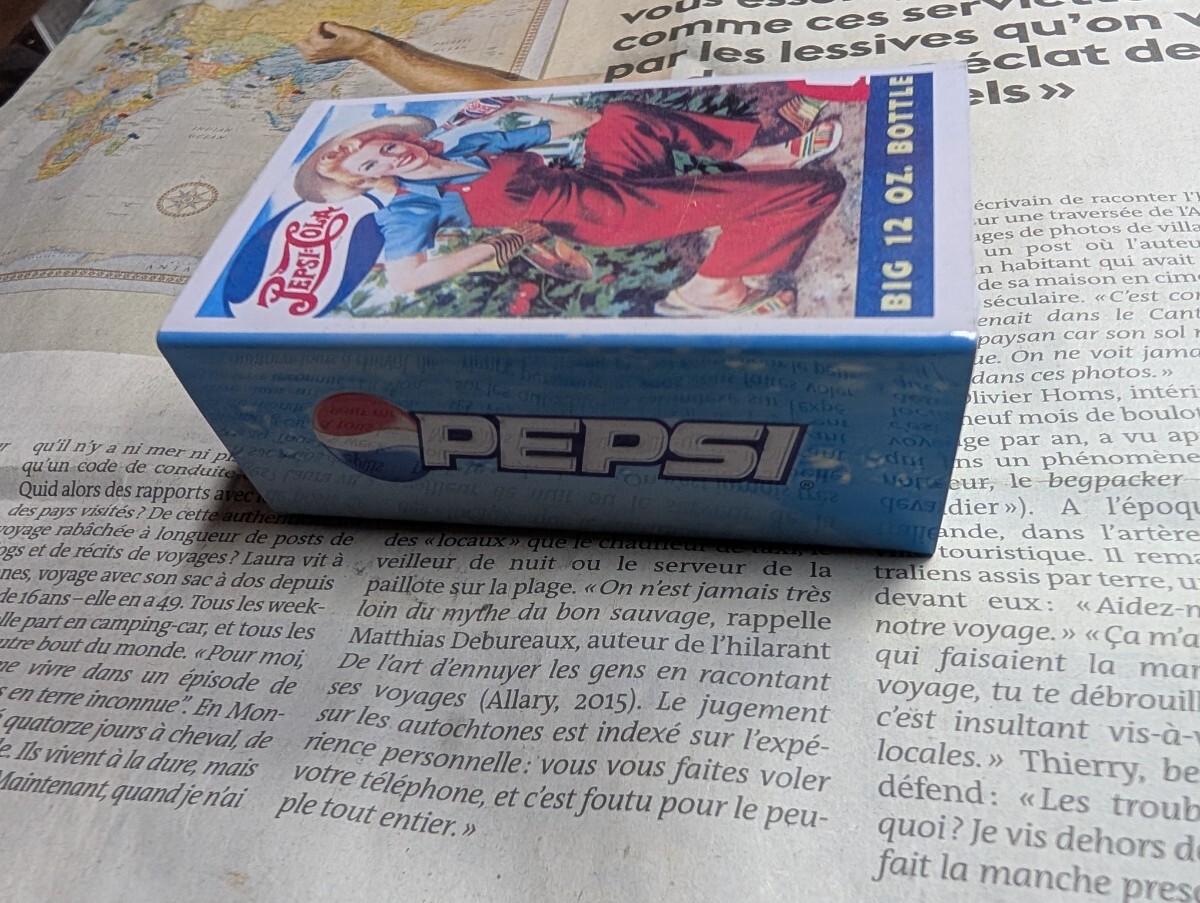 comme ces
par les lessives qu'on
éclat de
els »
INDIAN
OCEAN
PEPSI-COLA
BIG 12 OZ. BOTTLE
PEPSI
®
écrivain de raconter l'
ur une traversée de l'A
ges de photos de villa
un post où l'auteu
n habitant qui avait
de sa maison en cim
séculaire. « C'est co
enait dans le Cant
paysan car son sol
ue. On ne voit jama
dans ces photos. »
livier Homs, intéri
neuf mois de boulo
ge par an, a vu ap
ns un phénomène
eur, le begpacker
dier »). A l'époq
ande, dans l'artère
touristique. Il rem
traliens assis par terre, u
devant eux : « Aidez-
notre voyage. » « Ça m'a
qui faisaient la man
voyage, tu te débrouill
c'est insultant vis-à-v
locales. » Thierry, be
défend : « Les troub
quoi ? Je vis dehors de
fait la manche pres
qu'il n'y a ni mer ni
qu'un code de conduite
Quid alors des rapports avec
des pays visités ? De cette
voyage rabâchée à longueur de posts de
ogs et de récits de voyages ? Laura vit à
nes, voyage avec son sac à dos depuis
de 16 ans – elle en a 49. Tous les week-
lle part en camping-car, et tous les
utre bout du monde. « Pour moi,
ne vivre dans un épisode de
s en terre inconnue". En Mon-
quatorze jours à cheval, de
e. Ils vivent à la dure, mais
Maintenant, quand je n'ai
des « locaux » que le chauffeur de taxi, le
veilleur de nuit ou le serveur de la
paillote sur la plage. « On n'est jamais très
loin du mythe du bon sauvage, rappelle
Matthias Debureaux, auteur de l'hilarant
De l'art d'ennuyer les gens en racontant
ses voyages (Allary, 2015). Le jugement
sur les autochtones est indexé sur l'expé-
rience personnelle : vous vous faites voler
votre téléphone, et c'est foutu pour le peu-
ple tout entier. »